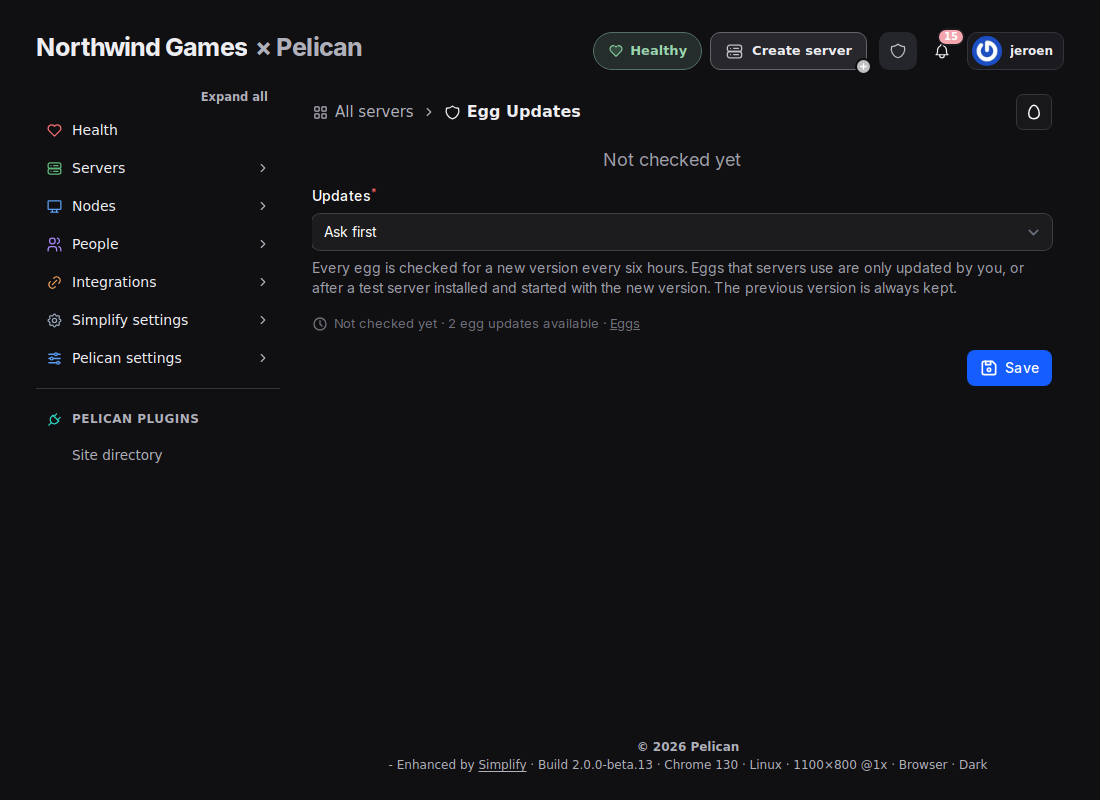 Northwind Games × Pelican
Healthy
Create server
15
jeroen
Expand all
Health
Servers
Nodes
People
Integrations
Simplify settings
Pelican settings
PELICAN PLUGINS
Site directory
All servers
Egg Updates
Not checked yet
Updates*
Ask first
Every egg is checked for a new version every six hours. Eggs that servers use are only updated by you, or
after a test server installed and started with the new version. The previous version is always kept.
Not checked yet · 2 egg updates available · Eggs
Save
© 2026 Pelican
- Enhanced by Simplify · Build 2.0.0-beta.13 · Chrome 130 · Linux · 1100×800 @1x · Browser · Dark